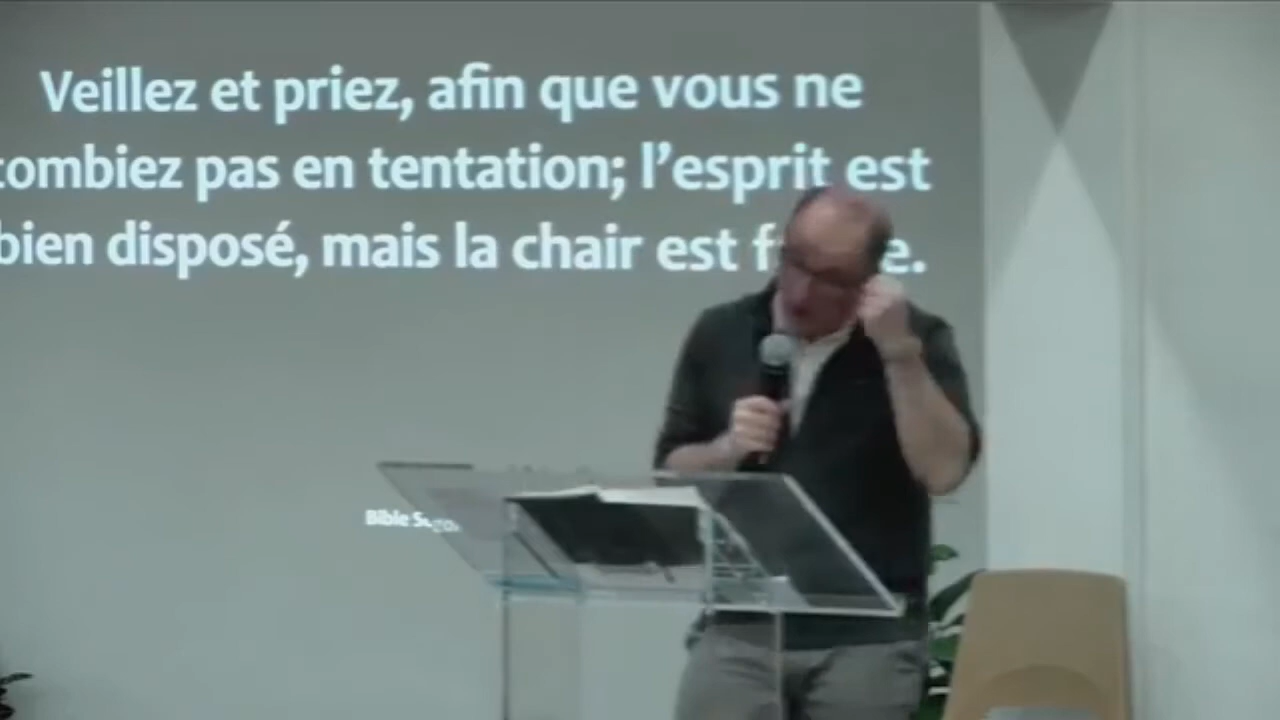 Veillez et priez, afin que vous ne
combiez pas en tentation; l'esprit est
bien disposé, mais la chair est
Bible